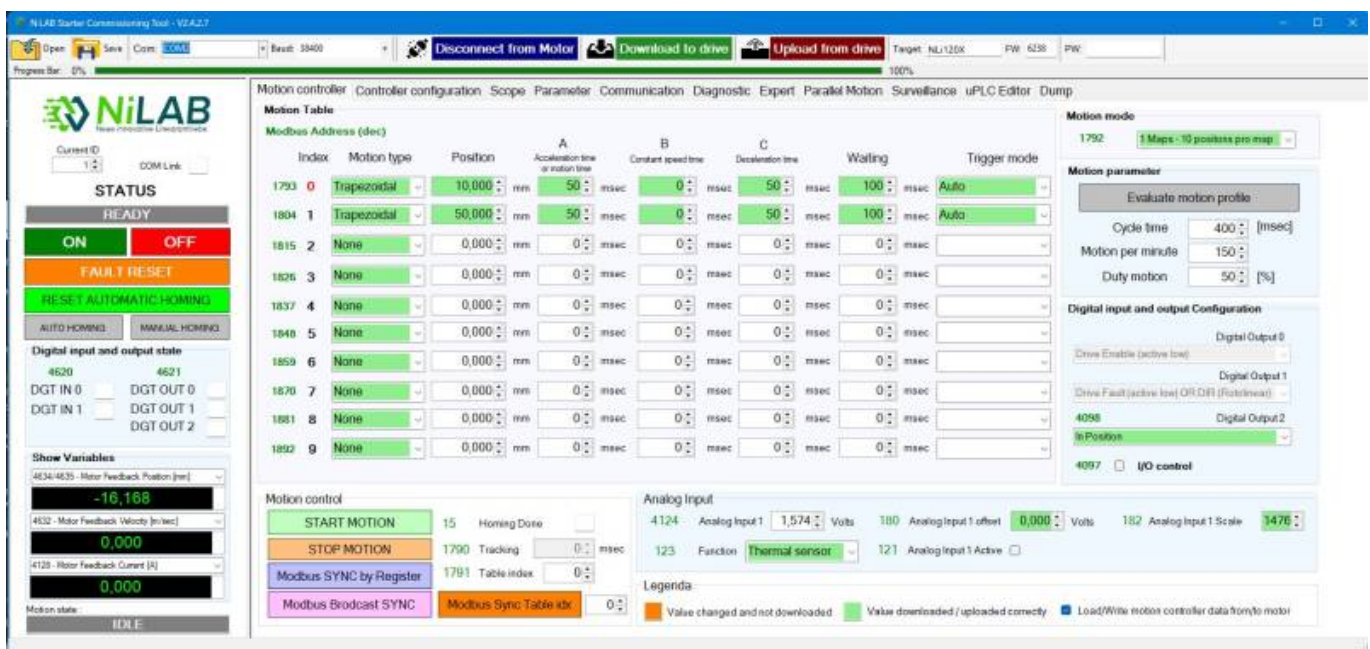 NiLAB Starter Commissioning Tool - V2.4.2.7
Open Save Com: COM3 Baud: 38400 Disconnect from Motor Download to drive Upload from drive Target: NLi120X FW: 6238 PW:
Progress Bar: 0% 100%
Motion controller Controller configuration Scope Parameter Communication Diagnostic Expert Parallel Motion Surveillance uPLC Editor Dump
NiLAB
Current ID
1 COM Link
STATUS
READY
ON OFF
FAULT RESET
RESET AUTOMATIC HOMING
AUTO HOMING MANUAL HOMING
Digital input and output state
4620 4621
DGT IN 0 DGT OUT 0
DGT IN 1 DGT OUT 1
DGT OUT 2
Show Variables
4634/4635 - Motor Feedback Position [mm]
-16,168
4632 - Motor Feedback Velocity [m/sec]
0,000
4128 - Motor Feedback Current [A]
0,000
Motion state:
IDLE
Motion Table
Modbus Address (dec)
A B C
Index Motion type Position Acceleration time or motion time Constant speed time Deceleration time Waiting Trigger mode
1793 0 Trapezoidal 10,000 mm 50 msec 0 msec 50 msec 100 msec Auto
1804 1 Trapezoidal 50,000 mm 50 msec 0 msec 50 msec 100 msec Auto
1815 2 None 0,000 mm 0 msec 0 msec 0 msec 0 msec
1826 3 None 0,000 mm 0 msec 0 msec 0 msec 0 msec
1837 4 None 0,000 mm 0 msec 0 msec 0 msec 0 msec
1848 5 None 0,000 mm 0 msec 0 msec 0 msec 0 msec
1859 6 None 0,000 mm 0 msec 0 msec 0 msec 0 msec
1870 7 None 0,000 mm 0 msec 0 msec 0 msec 0 msec
1881 8 None 0,000 mm 0 msec 0 msec 0 msec 0 msec
1892 9 None 0,000 mm 0 msec 0 msec 0 msec 0 msec
Motion mode
1792 1 Maps - 10 positions pro map
Motion parameter
Evaluate motion profile
Cycle time 400 [msec]
Motion per minute 150
Duty motion 50 [%]
Digital input and output Configuration
Digital Output 0
Drive Enable (active low)
Digital Output 1
Drive Fault (active low) OR DIR (Rotolinear)
4098 Digital Output 2
In Position
4097 I/O control
Motion control
START MOTION 15 Homing Done
STOP MOTION 1790 Tracking 0 msec
Modbus SYNC by Register 1791 Table index 0
Modbus Brodcast SYNC Modbus Sync Table idx 0
Analog Input
4124 Analog Input 1 1,574 Volts 180 Analog Input 1 offset 0,000 Volts 182 Analog Input 1 Scale 1476
123 Function Thermal sensor 121 Analog Input 1 Active
Legenda
Value changed and not downloaded Value downloaded / uploaded correctly Load/Write motion controller data from/to motor